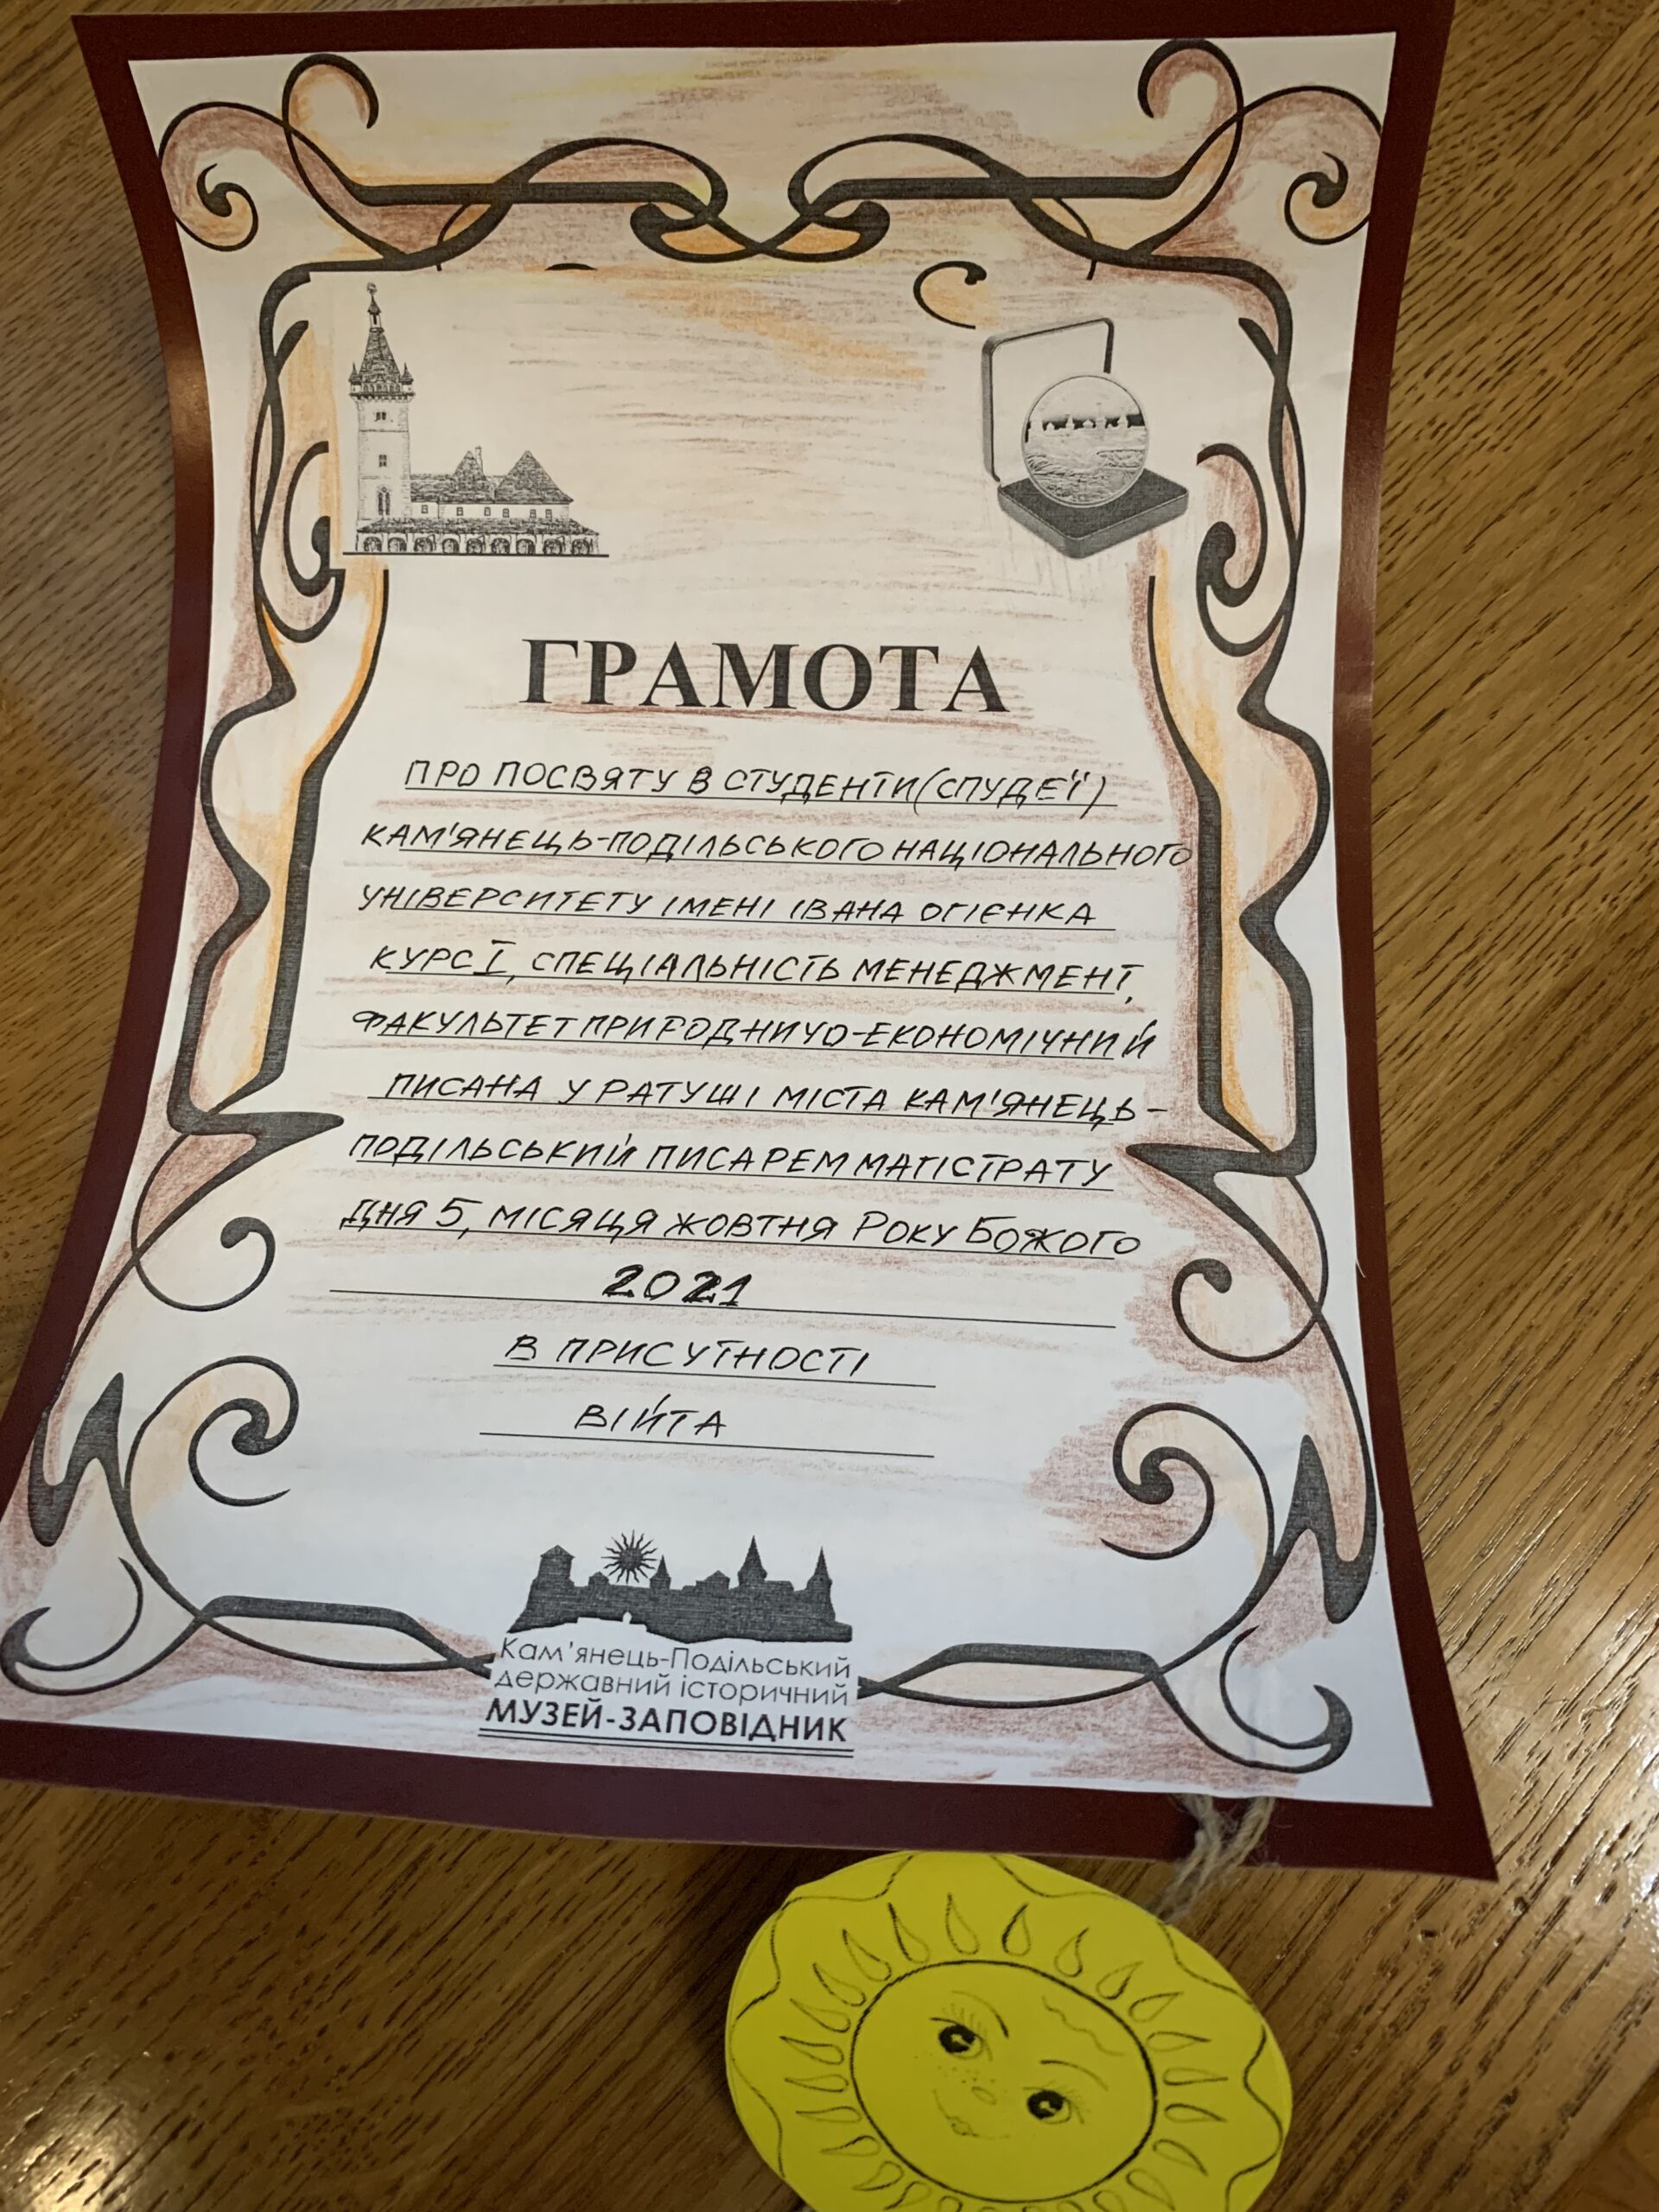 ГРАМОТА
ПРО ПОСВЯТУ В СТУДЕНТИ (СПУДЕЇ)
КАМ'ЯНЕЦЬ-ПОДІЛЬСЬКОГО НАЦІОНАЛЬНОГО
УНІВЕРСИТЕТУ ІМЕНІ ІВАНА ОГІЄНКА
КУРС І, СПЕЦІАЛЬНІСТЬ МЕНЕДЖМЕНТ,
ФАКУЛЬТЕТ ПРИРОДНИЧО-ЕКОНОМІЧНИЙ
ПИСАНА У РАТУШІ МІСТА КАМ'ЯНЕЦЬ-
ПОДІЛЬСЬКИЙ ПИСАРЕМ МАГІСТРАТУ
ДНЯ 5, МІСЯЦЯ ЖОВТНЯ РОКУ БОЖОГО
2021
В ПРИСУТНОСТІ
ВІЙТА
Кам'янець-Подільський
державний історичний
МУЗЕЙ-ЗАПОВІДНИК